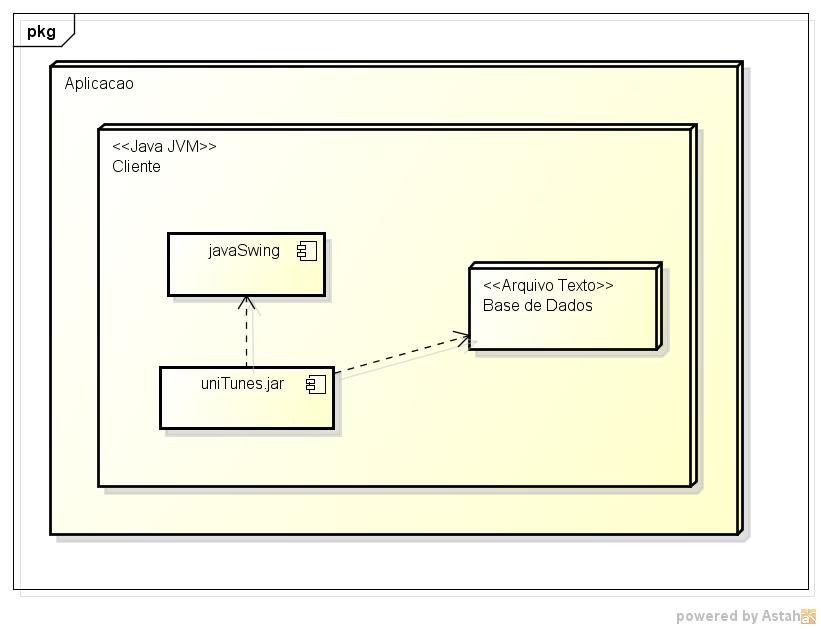 pkg
Aplicacao
<<Java JVM>>
Cliente
javaSwing
<<Arquivo Texto>>
Base de Dados
uniTunes.jar
powered by Astah